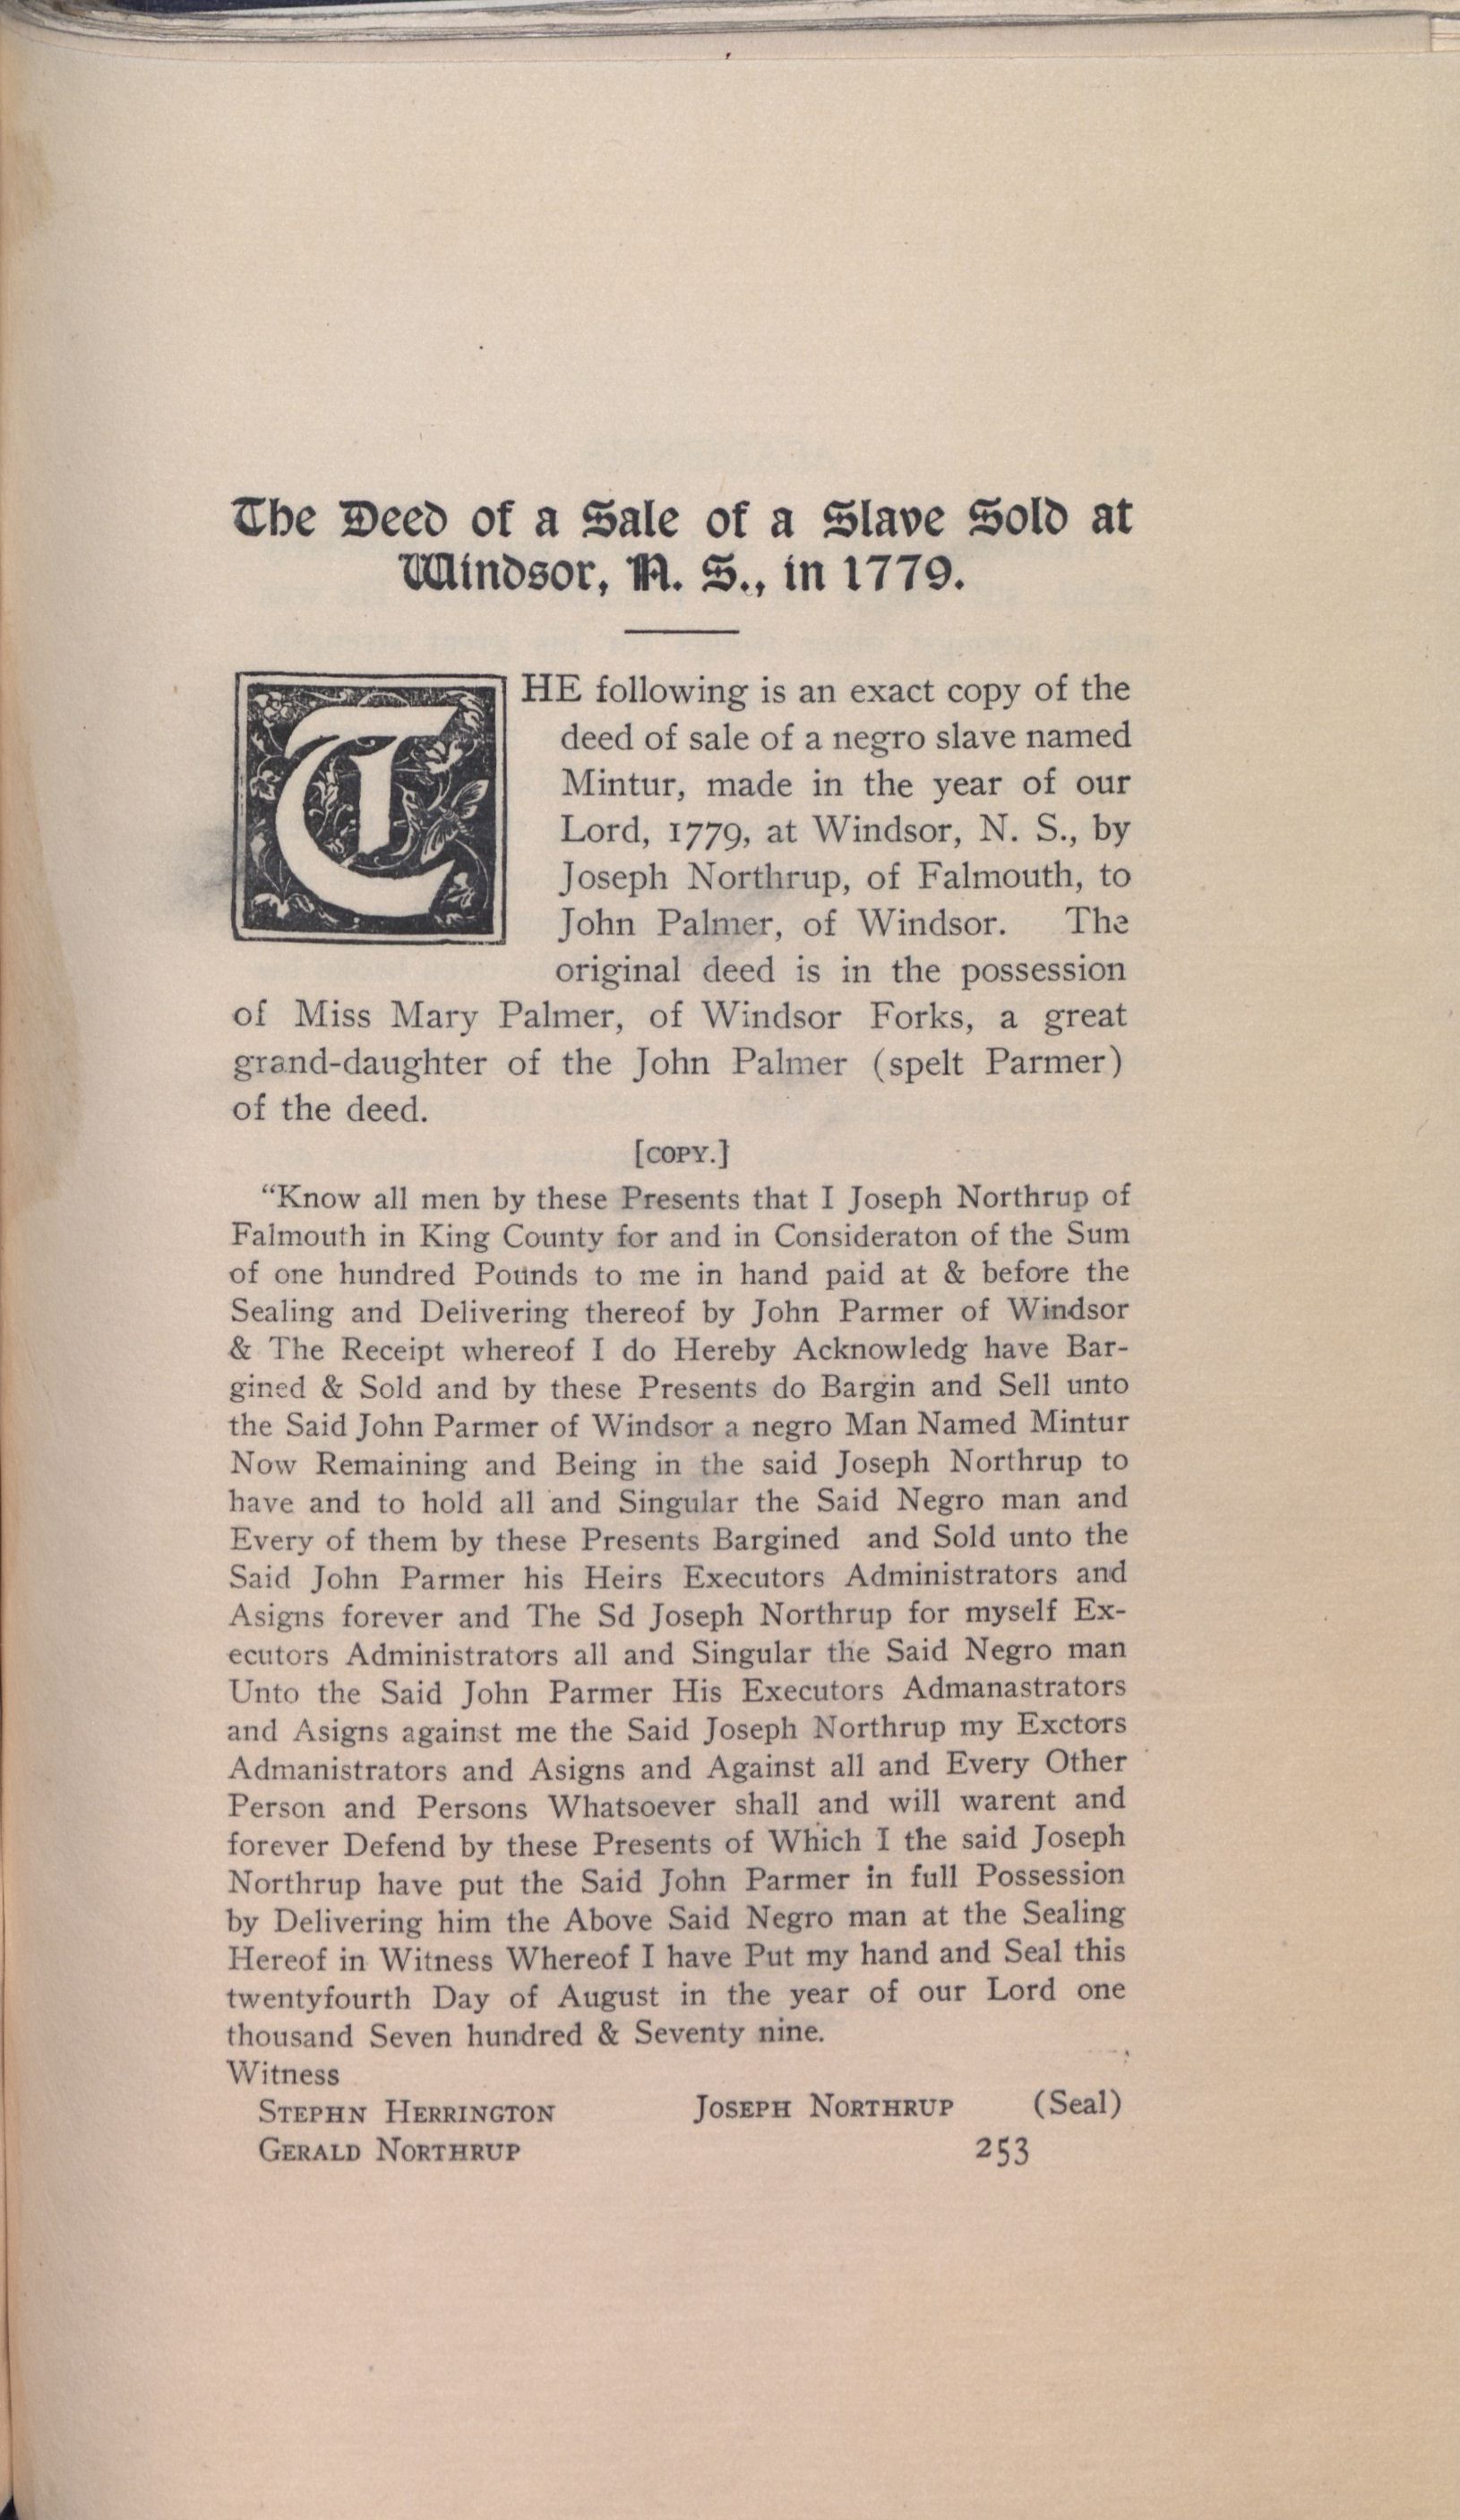 The Deed of a Sale of a Slave Sold at
Windsor, N. S., in 1779.
THE following is an exact copy of the
deed of sale of a negro slave named
Mintur, made in the year of our
Lord, 1779, at Windsor, N. S., by
Joseph Northrup, of Falmouth, to
John Palmer, of Windsor. The
original deed is in the possession
of Miss Mary Palmer, of Windsor Forks, a great
grand-daughter of the John Palmer (spelt Parmer)
of the deed.
[COPY.]
“Know all men by these Presents that I Joseph Northrup of
Falmouth in King County for and in Consideraton of the Sum
of one hundred Pounds to me in hand paid at & before the
Sealing and Delivering thereof by John Parmer of Windsor
& The Receipt whereof I do Hereby Acknowledg have Bar-
gined & Sold and by these Presents do Bargin and Sell unto
the Said John Parmer of Windsor a negro Man Named Mintur
Now Remaining and Being in the said Joseph Northrup to
have and to hold all and Singular the Said Negro man and
Every of them by these Presents Bargined and Sold unto the
Said John Parmer his Heirs Executors Administrators and
Asigns forever and The Sd Joseph Northrup for myself Ex-
ecutors Administrators all and Singular the Said Negro man
Unto the Said John Parmer His Executors Admanastrators
and Asigns against me the Said Joseph Northrup my Exctors
Admanistrators and Asigns and Against all and Every Other
Person and Persons Whatsoever shall and will warent and
forever Defend by these Presents of Which I the said Joseph
Northrup have put the Said John Parmer in full Possession
by Delivering him the Above Said Negro man at the Sealing
Hereof in Witness Whereof I have Put my hand and Seal this
twentyfourth Day of August in the year of our Lord one
thousand Seven hundred & Seventy nine.
Witness
STEPHN HERRINGTON JOSEPH NORTHRUP (Seal)
GERALD NORTHRUP 253